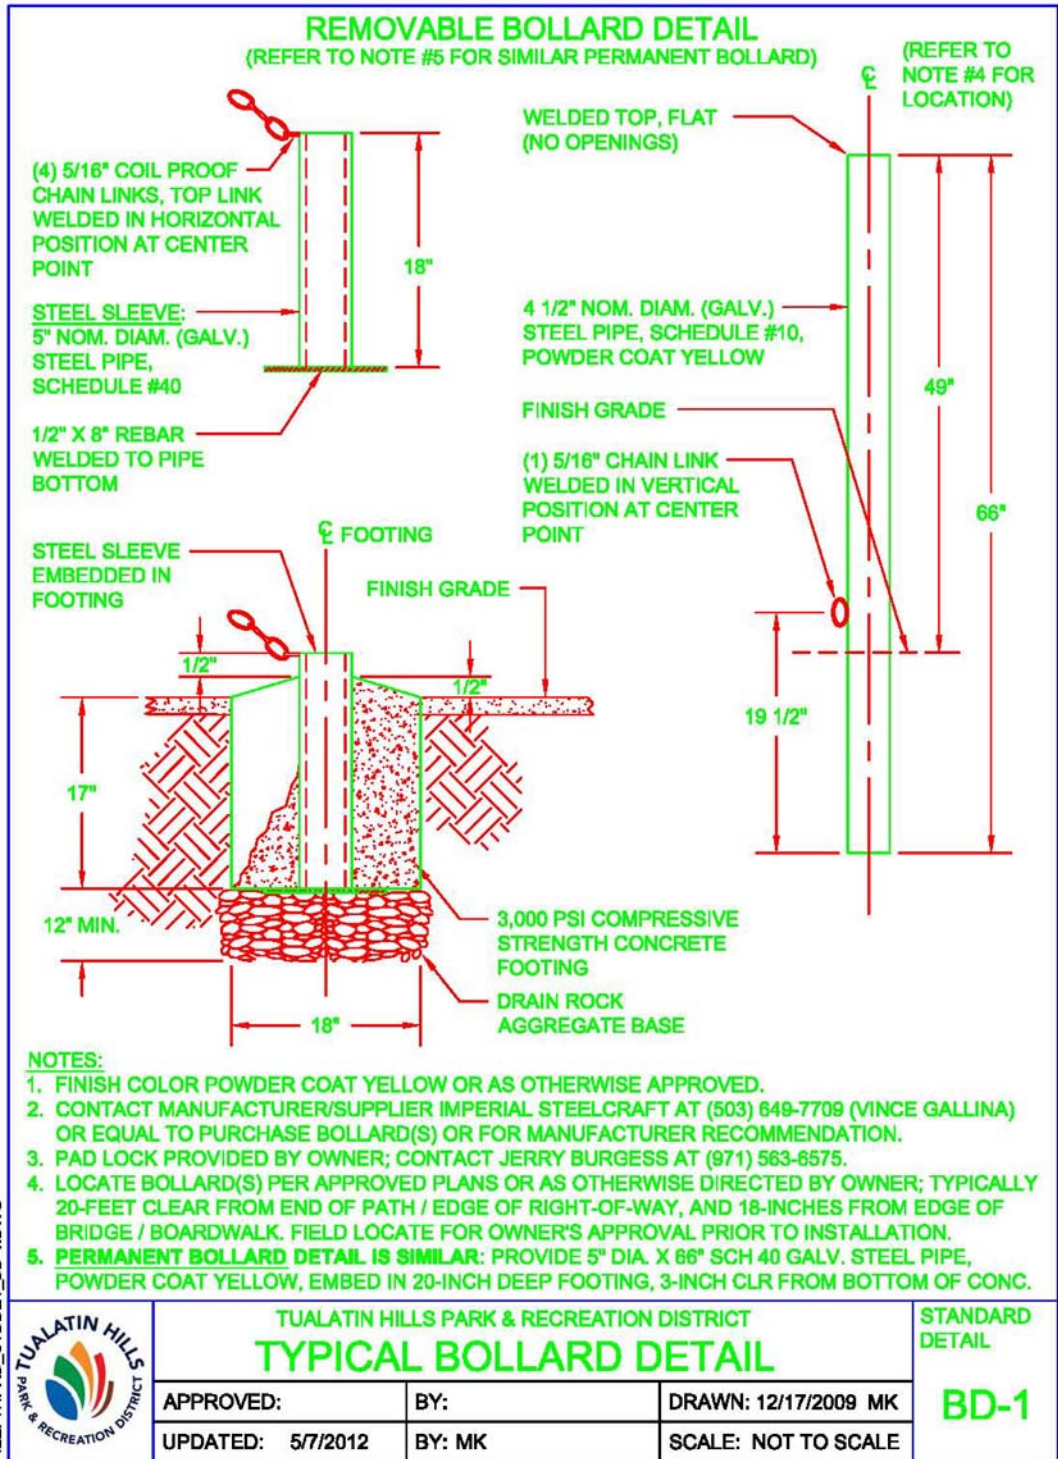 REMOVABLE BOLLARD DETAIL
(REFER TO NOTE #5 FOR SIMILAR PERMANENT BOLLARD)
(REFER TO
NOTE #4 FOR
LOCATION)
℄
WELDED TOP, FLAT
(NO OPENINGS)
(4) 5/16" COIL PROOF
CHAIN LINKS, TOP LINK
WELDED IN HORIZONTAL
POSITION AT CENTER
POINT
18"
STEEL SLEEVE:
5" NOM. DIAM. (GALV.)
STEEL PIPE,
SCHEDULE #40
1/2" X 8" REBAR
WELDED TO PIPE
BOTTOM
4 1/2" NOM. DIAM. (GALV.)
STEEL PIPE, SCHEDULE #10,
POWDER COAT YELLOW
49"
FINISH GRADE
(1) 5/16" CHAIN LINK
WELDED IN VERTICAL
POSITION AT CENTER
POINT
66"
19 1/2"
℄ FOOTING
STEEL SLEEVE
EMBEDDED IN
FOOTING
FINISH GRADE
1/2"
1/2"
17"
12" MIN.
18"
3,000 PSI COMPRESSIVE
STRENGTH CONCRETE
FOOTING
DRAIN ROCK
AGGREGATE BASE
NOTES:
1. FINISH COLOR POWDER COAT YELLOW OR AS OTHERWISE APPROVED.
2. CONTACT MANUFACTURER/SUPPLIER IMPERIAL STEELCRAFT AT (503) 649-7709 (VINCE GALLINA)
OR EQUAL TO PURCHASE BOLLARD(S) OR FOR MANUFACTURER RECOMMENDATION.
3. PAD LOCK PROVIDED BY OWNER; CONTACT JERRY BURGESS AT (971) 563-6575.
4. LOCATE BOLLARD(S) PER APPROVED PLANS OR AS OTHERWISE DIRECTED BY OWNER; TYPICALLY
20-FEET CLEAR FROM END OF PATH / EDGE OF RIGHT-OF-WAY, AND 18-INCHES FROM EDGE OF
BRIDGE / BOARDWALK. FIELD LOCATE FOR OWNER'S APPROVAL PRIOR TO INSTALLATION.
5. PERMANENT BOLLARD DETAIL IS SIMILAR: PROVIDE 5" DIA. X 66" SCH 40 GALV. STEEL PIPE,
POWDER COAT YELLOW, EMBED IN 20-INCH DEEP FOOTING, 3-INCH CLR FROM BOTTOM OF CONC.
TUALATIN HILLS
PARK & RECREATION DISTRICT
TUALATIN HILLS PARK & RECREATION DISTRICT
TYPICAL BOLLARD DETAIL
APPROVED:
BY:
DRAWN: 12/17/2009 MK
UPDATED: 5/7/2012
BY: MK
SCALE: NOT TO SCALE
STANDARD
DETAIL
BD-1